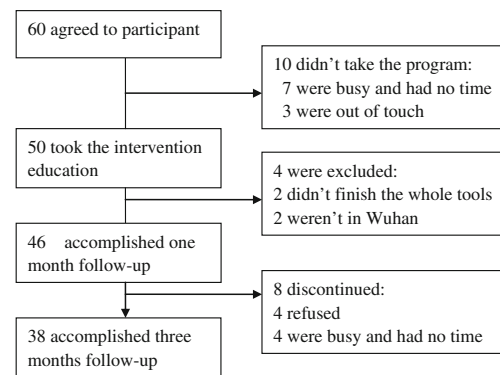 60 agreed to participant
10 didn't take the program:
7 were busy and had no time
3 were out of touch
50 took the intervention
education
4 were excluded:
2 didn't finish the whole tools
2 weren't in Wuhan
46 accomplished one
month follow-up
8 discontinued:
4 refused
4 were busy and had no time
38 accomplished three
months follow-up